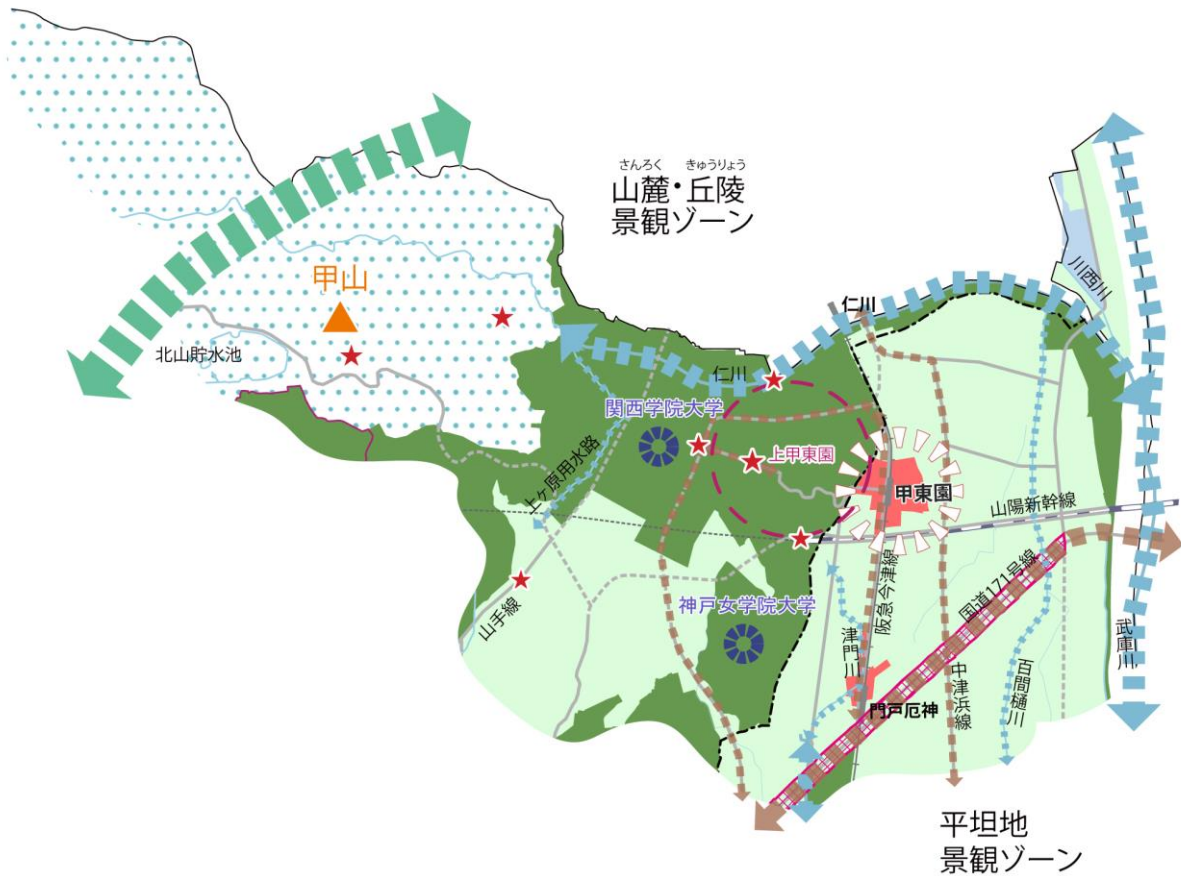 さんろく きゅうりょう
山麓・丘陵
景観ゾーン
甲山
北山貯水池
川西川
仁川
仁川
関西学院大学
上甲東園
甲東園
上ヶ原用水路
山陽新幹線
国道171号線
阪急今津線
山手線
神戸女学院大学
津門川
武庫川
中津浜線
百間樋川
門戸厄神
平坦地
景観ゾーン